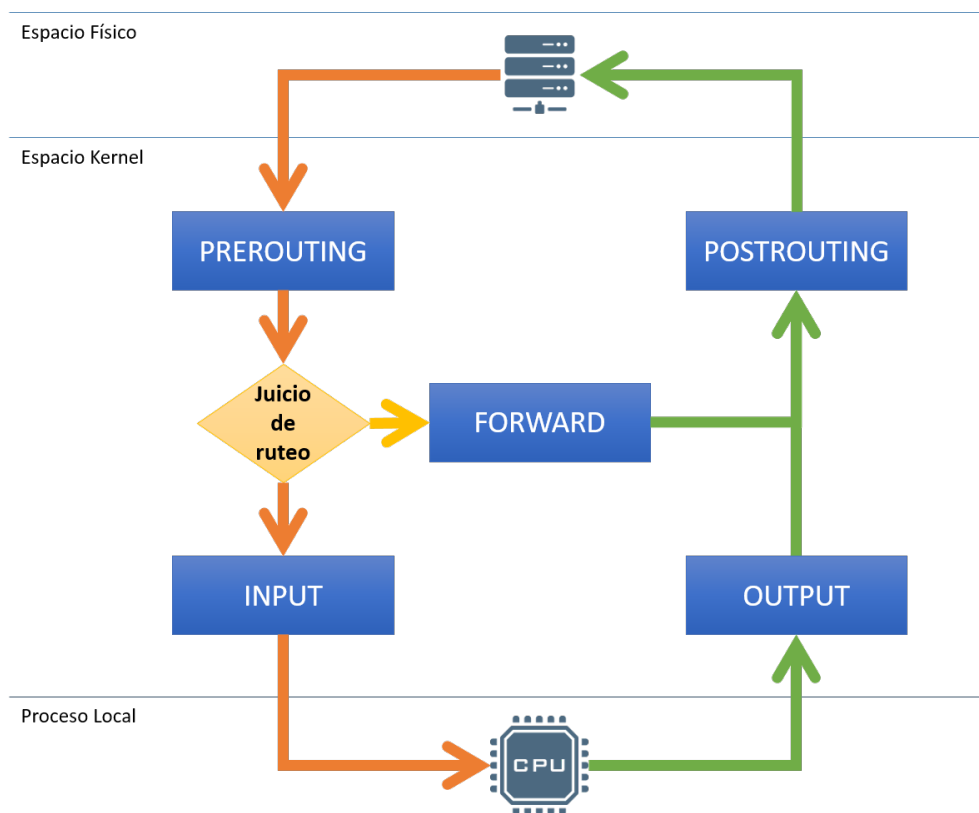 Espacio Físico
Espacio Kernel
PREROUTING
POSTROUTING
Juicio
de
ruteo
FORWARD
INPUT
OUTPUT
Proceso Local
CPU